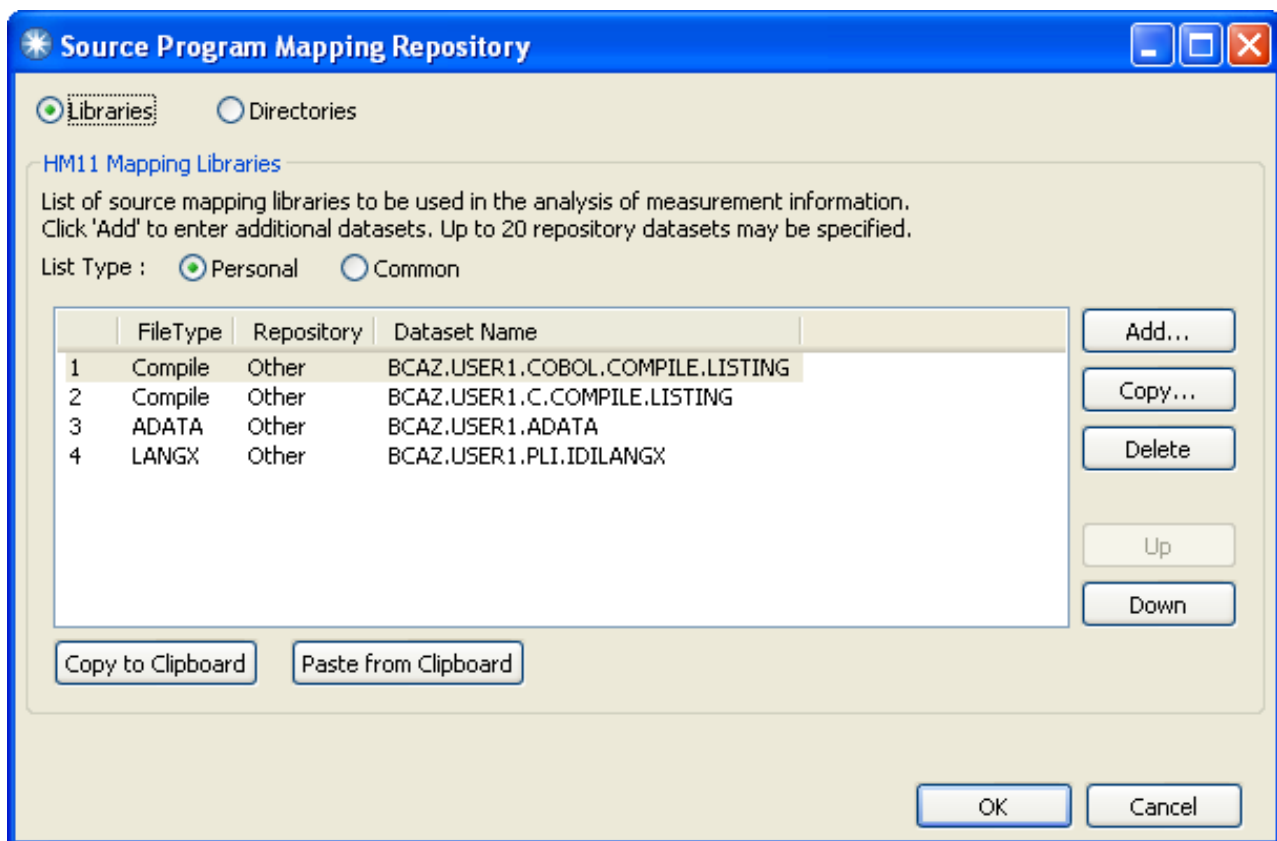 Source Program Mapping Repository
Libraries Directories
HM11 Mapping Libraries
List of source mapping libraries to be used in the analysis of measurement information.
Click 'Add' to enter additional datasets. Up to 20 repository datasets may be specified.
List Type : Personal Common
FileType Repository Dataset Name
1 Compile Other BCAZ.USER1.COBOL.COMPILE.LISTING
2 Compile Other BCAZ.USER1.C.COMPILE.LISTING
3 ADATA Other BCAZ.USER1.ADATA
4 LANGX Other BCAZ.USER1.PLI.IDILANGX
Add...
Copy...
Delete
Up
Down
Copy to Clipboard Paste from Clipboard
OK Cancel